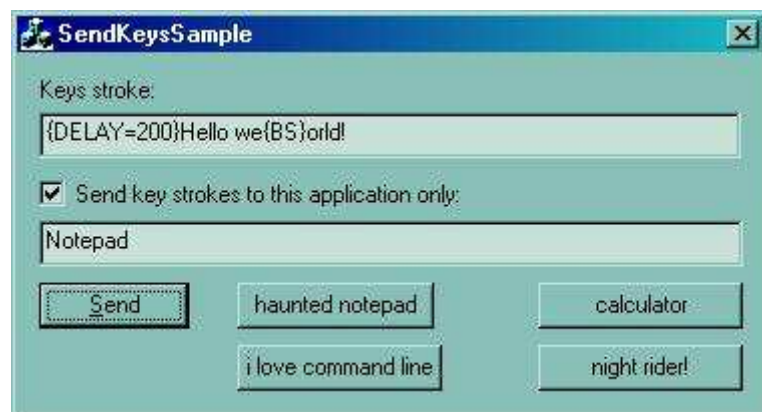 SendKeysSample
Keys stroke:
{DELAY=200}Hello we{BS}orld!
Send key strokes to this application only:
Notepad
Send haunted notepad calculator
i love command line night rider!